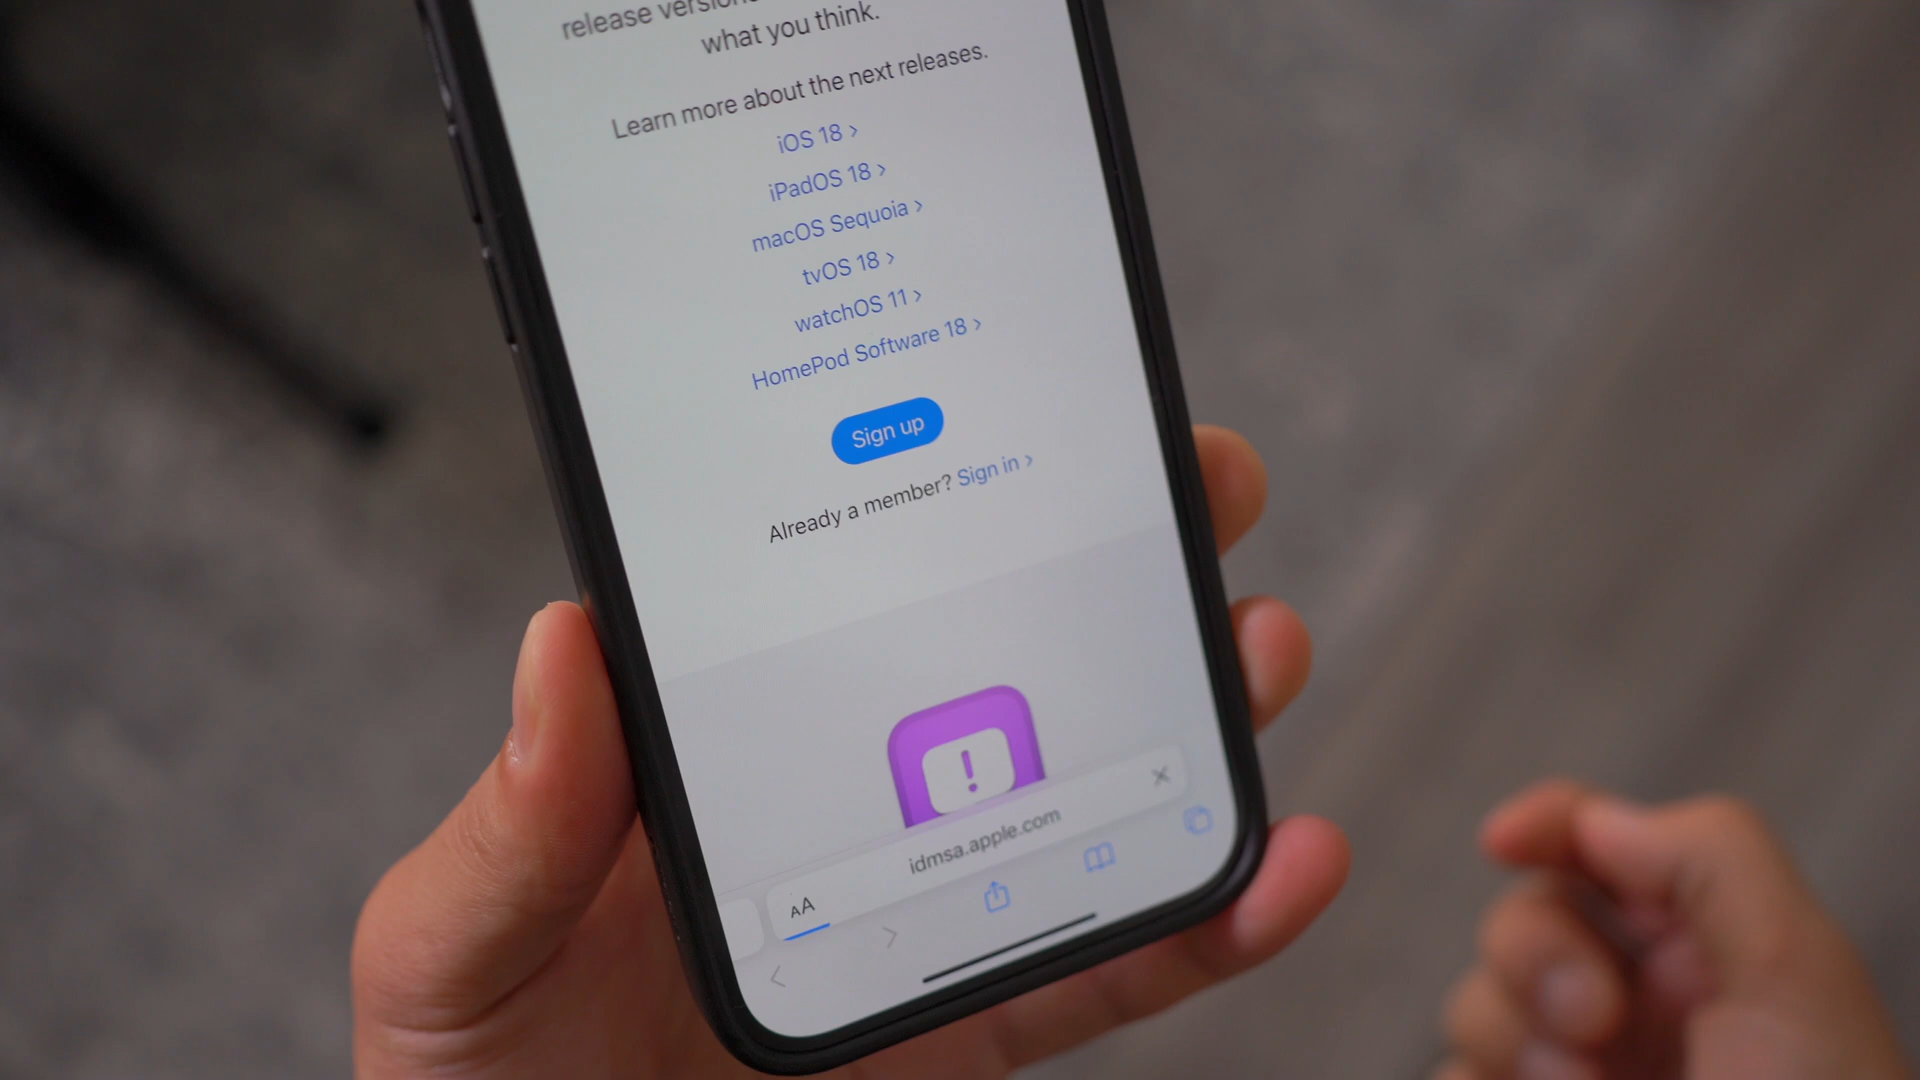 release versions
what you think.
Learn more about the next releases.
iOS 18 >
iPadOS 18 >
macOS Sequoia >
tvOS 18 >
watchOS 11 >
HomePod Software 18 >
Sign up
Already a member? Sign in >
!
idmsa.apple.com
AA